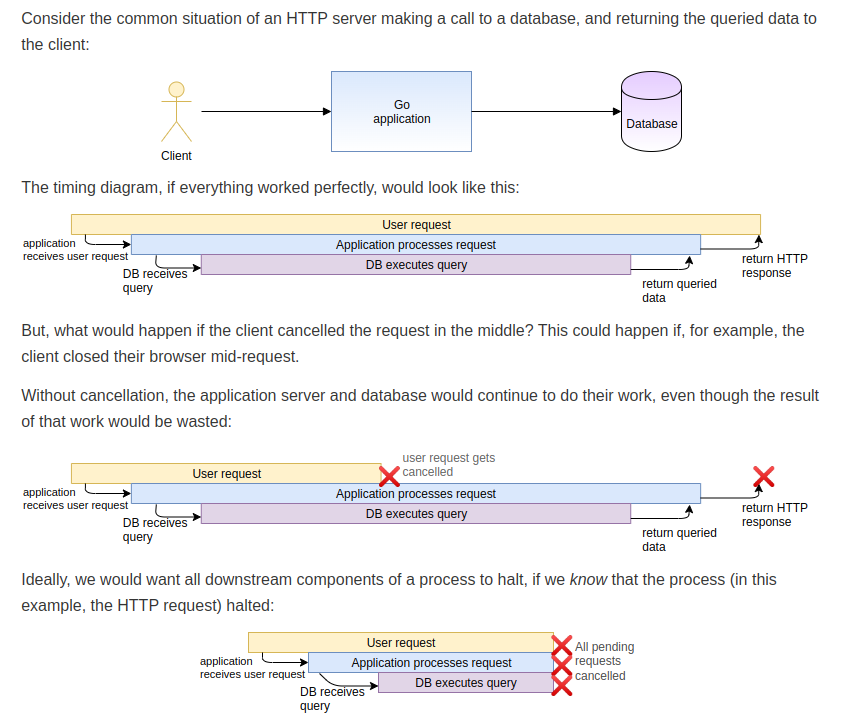 Consider the common situation of an HTTP server making a call to a database, and returning the queried data to
the client:
Go
application
Database
Client
The timing diagram, if everything worked perfectly, would look like this:
User request
application
receives user request
Application processes request
DB receives
query
DB executes query
return queried
data
return HTTP
response
But, what would happen if the client cancelled the request in the middle? This could happen if, for example, the
client closed their browser mid-request.
Without cancellation, the application server and database would continue to do their work, even though the result
of that work would be wasted:
user request gets
cancelled
User request
application
receives user request
Application processes request
DB receives
query
DB executes query
return queried
data
return HTTP
response
Ideally, we would want all downstream components of a process to halt, if we know that the process (in this
example, the HTTP request) halted:
User request
application
receives user request
Application processes request
DB receives
query
DB executes query
All pending
requests
cancelled